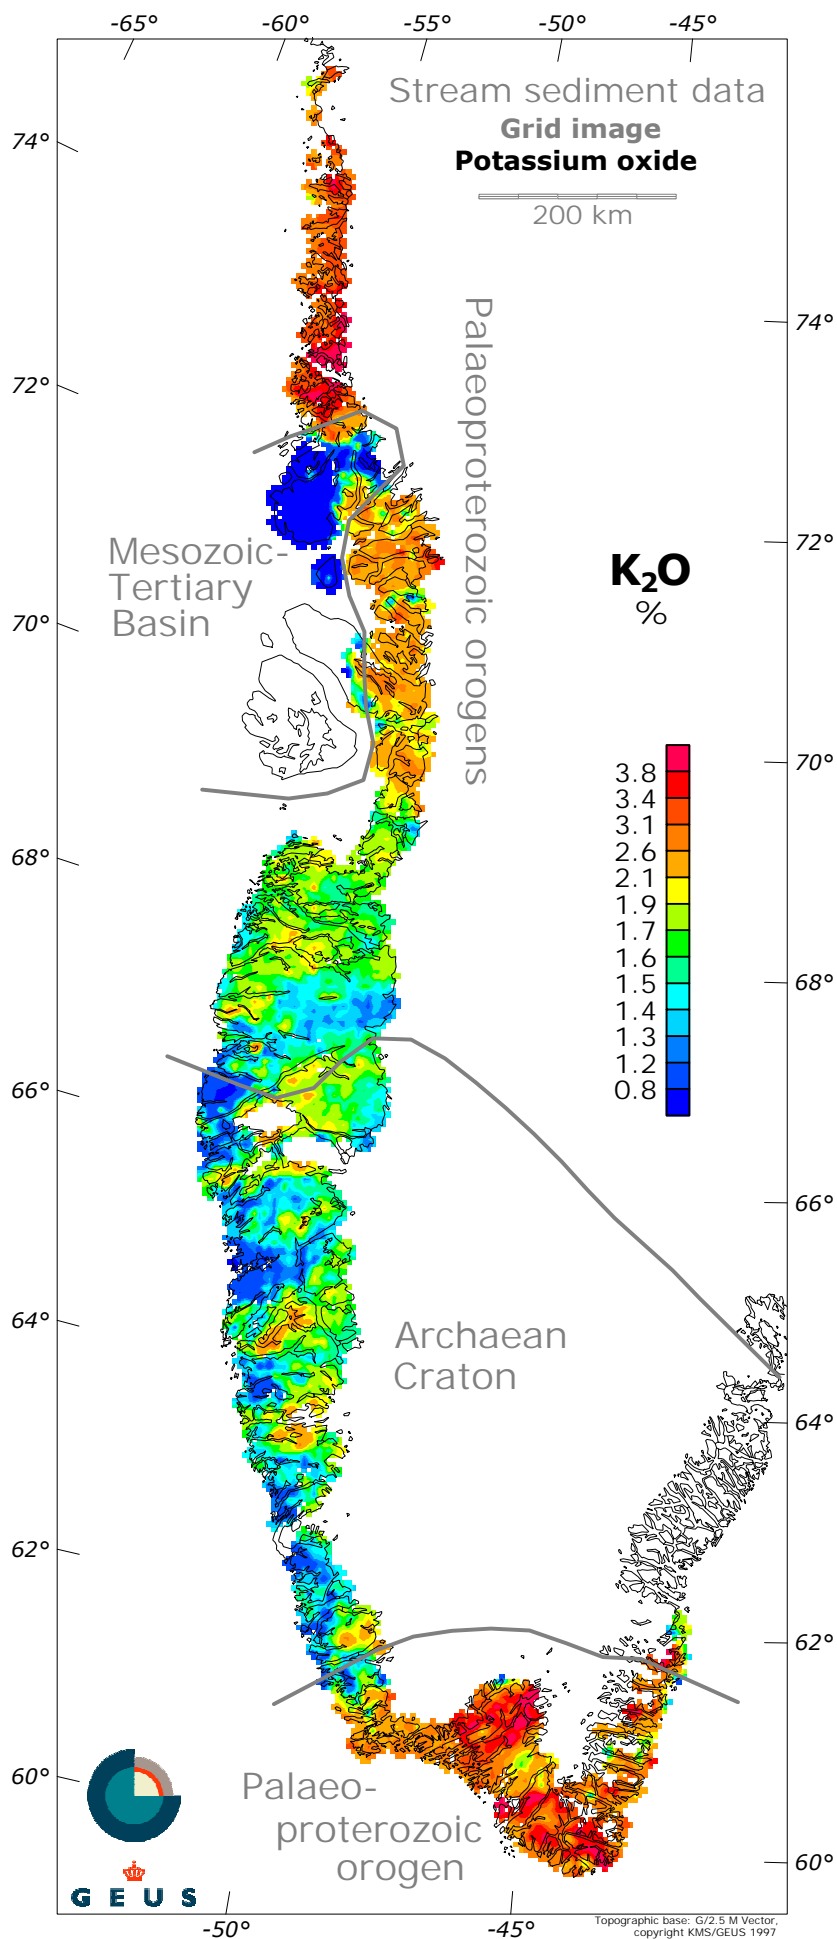 -65° -60° -55° -50° -45°
Stream sediment data
Grid image
Potassium oxide
200 km
74°
74°
72°
72°
70°
70°
68°
68°
66°
66°
64°
64°
62°
62°
60°
60°
Palaeoproterozoic orogens
Mesozoic-
Tertiary
Basin
K₂O
%
3.8
3.4
3.1
2.6
2.1
1.9
1.7
1.6
1.5
1.4
1.3
1.2
0.8
Archaean
Craton
Palaeo-
proterozoic
orogen
G E U S
-50° -45°
Topographic base: G/2.5 M Vector,
copyright KMS/GEUS 1997